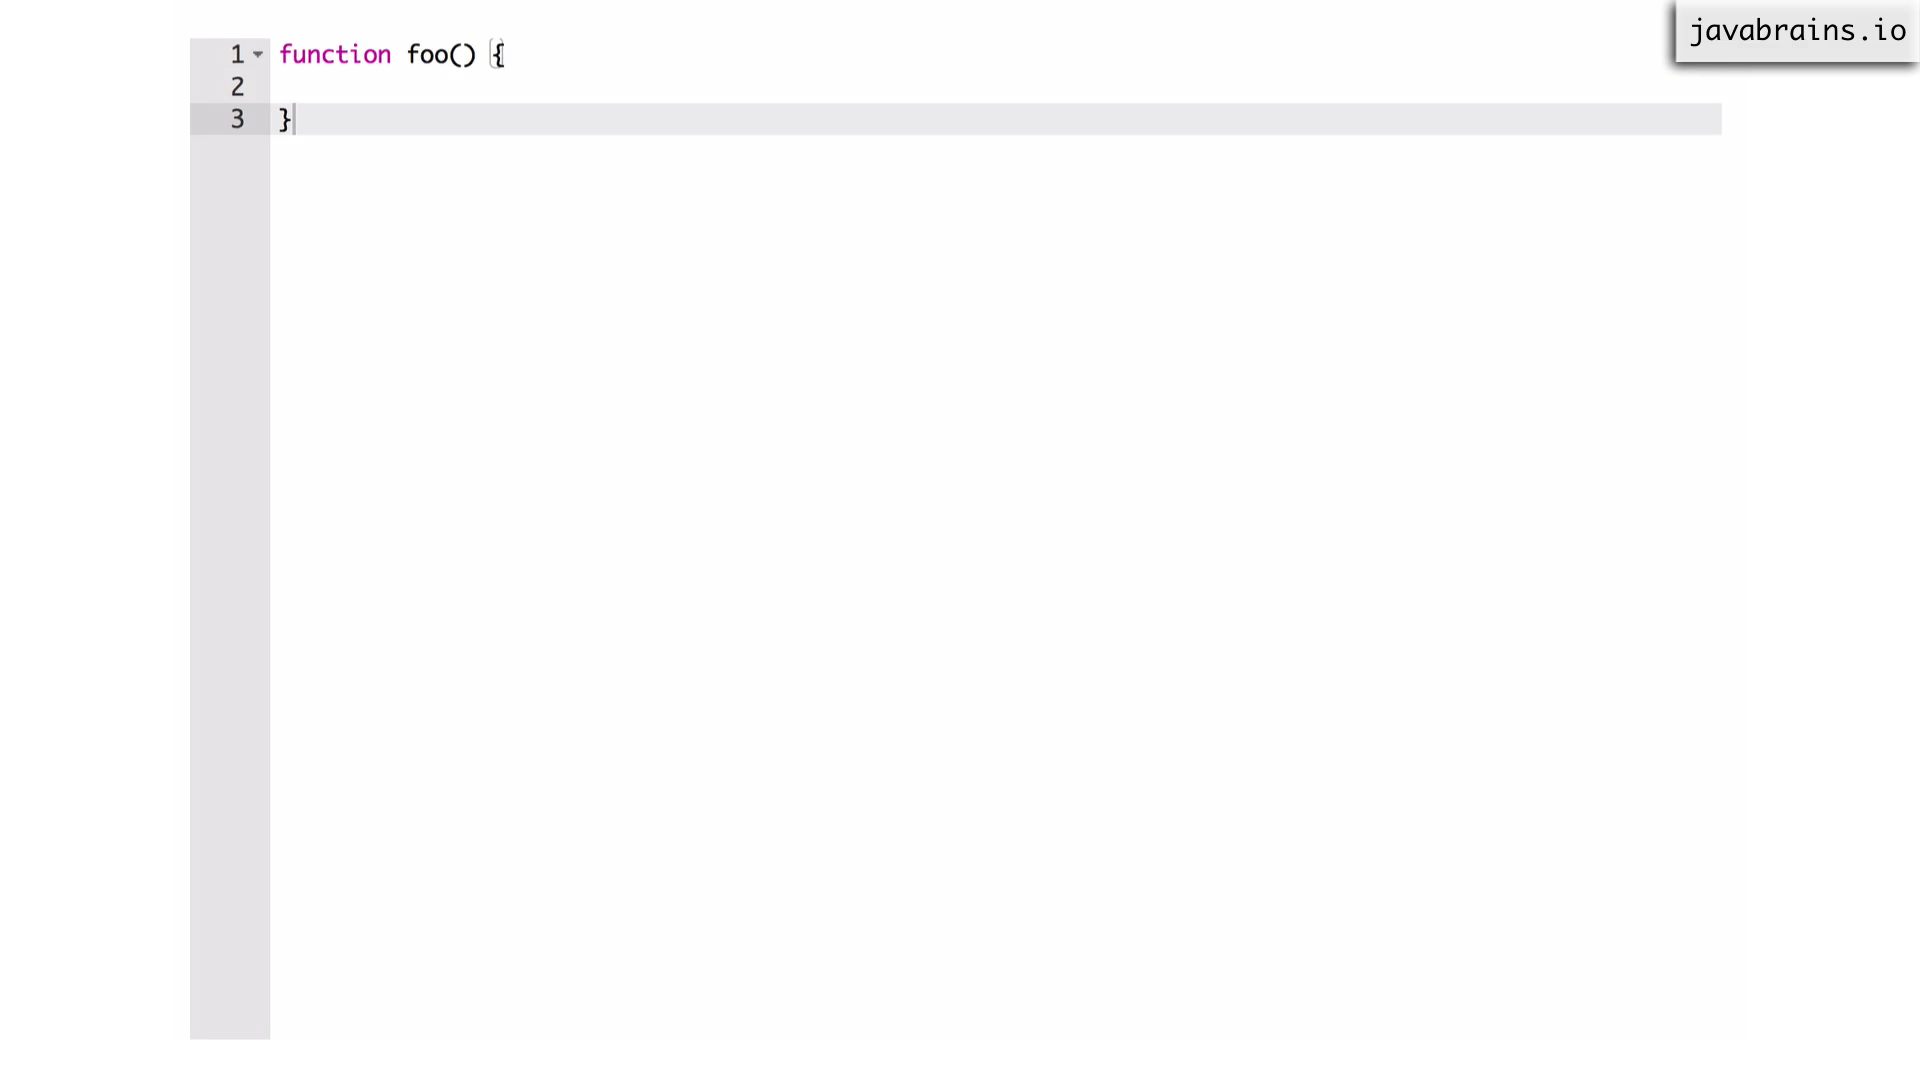 javabrains.io
1 function foo() {
2
3 }